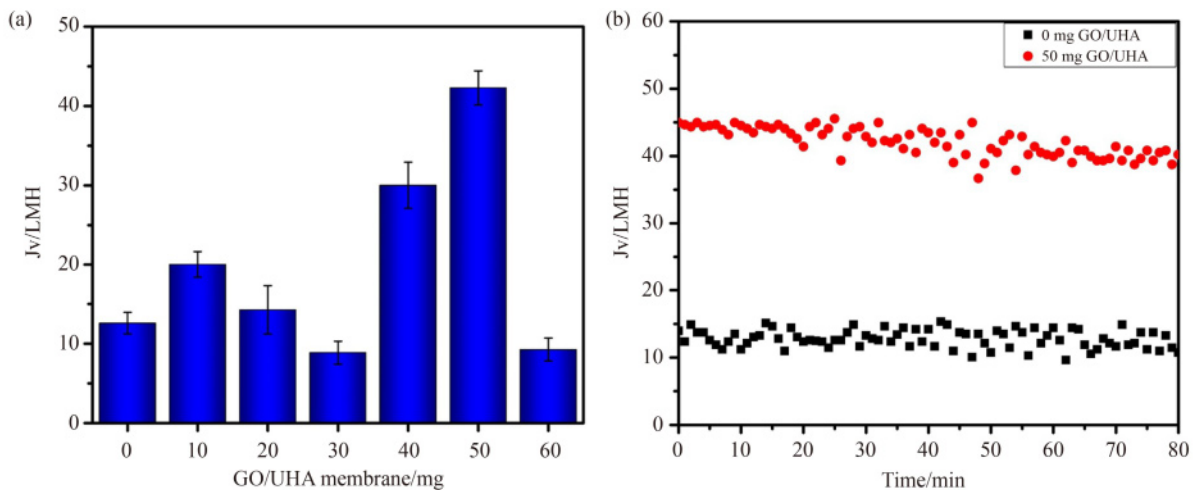 (a)
50
40
30
20
10
0
Jv/LMH
0 10 20 30 40 50 60
GO/UHA membrane/mg
(b)
60
50
40
30
20
10
0
Jv/LMH
0 mg GO/UHA
50 mg GO/UHA
0 10 20 30 40 50 60 70 80
Time/min